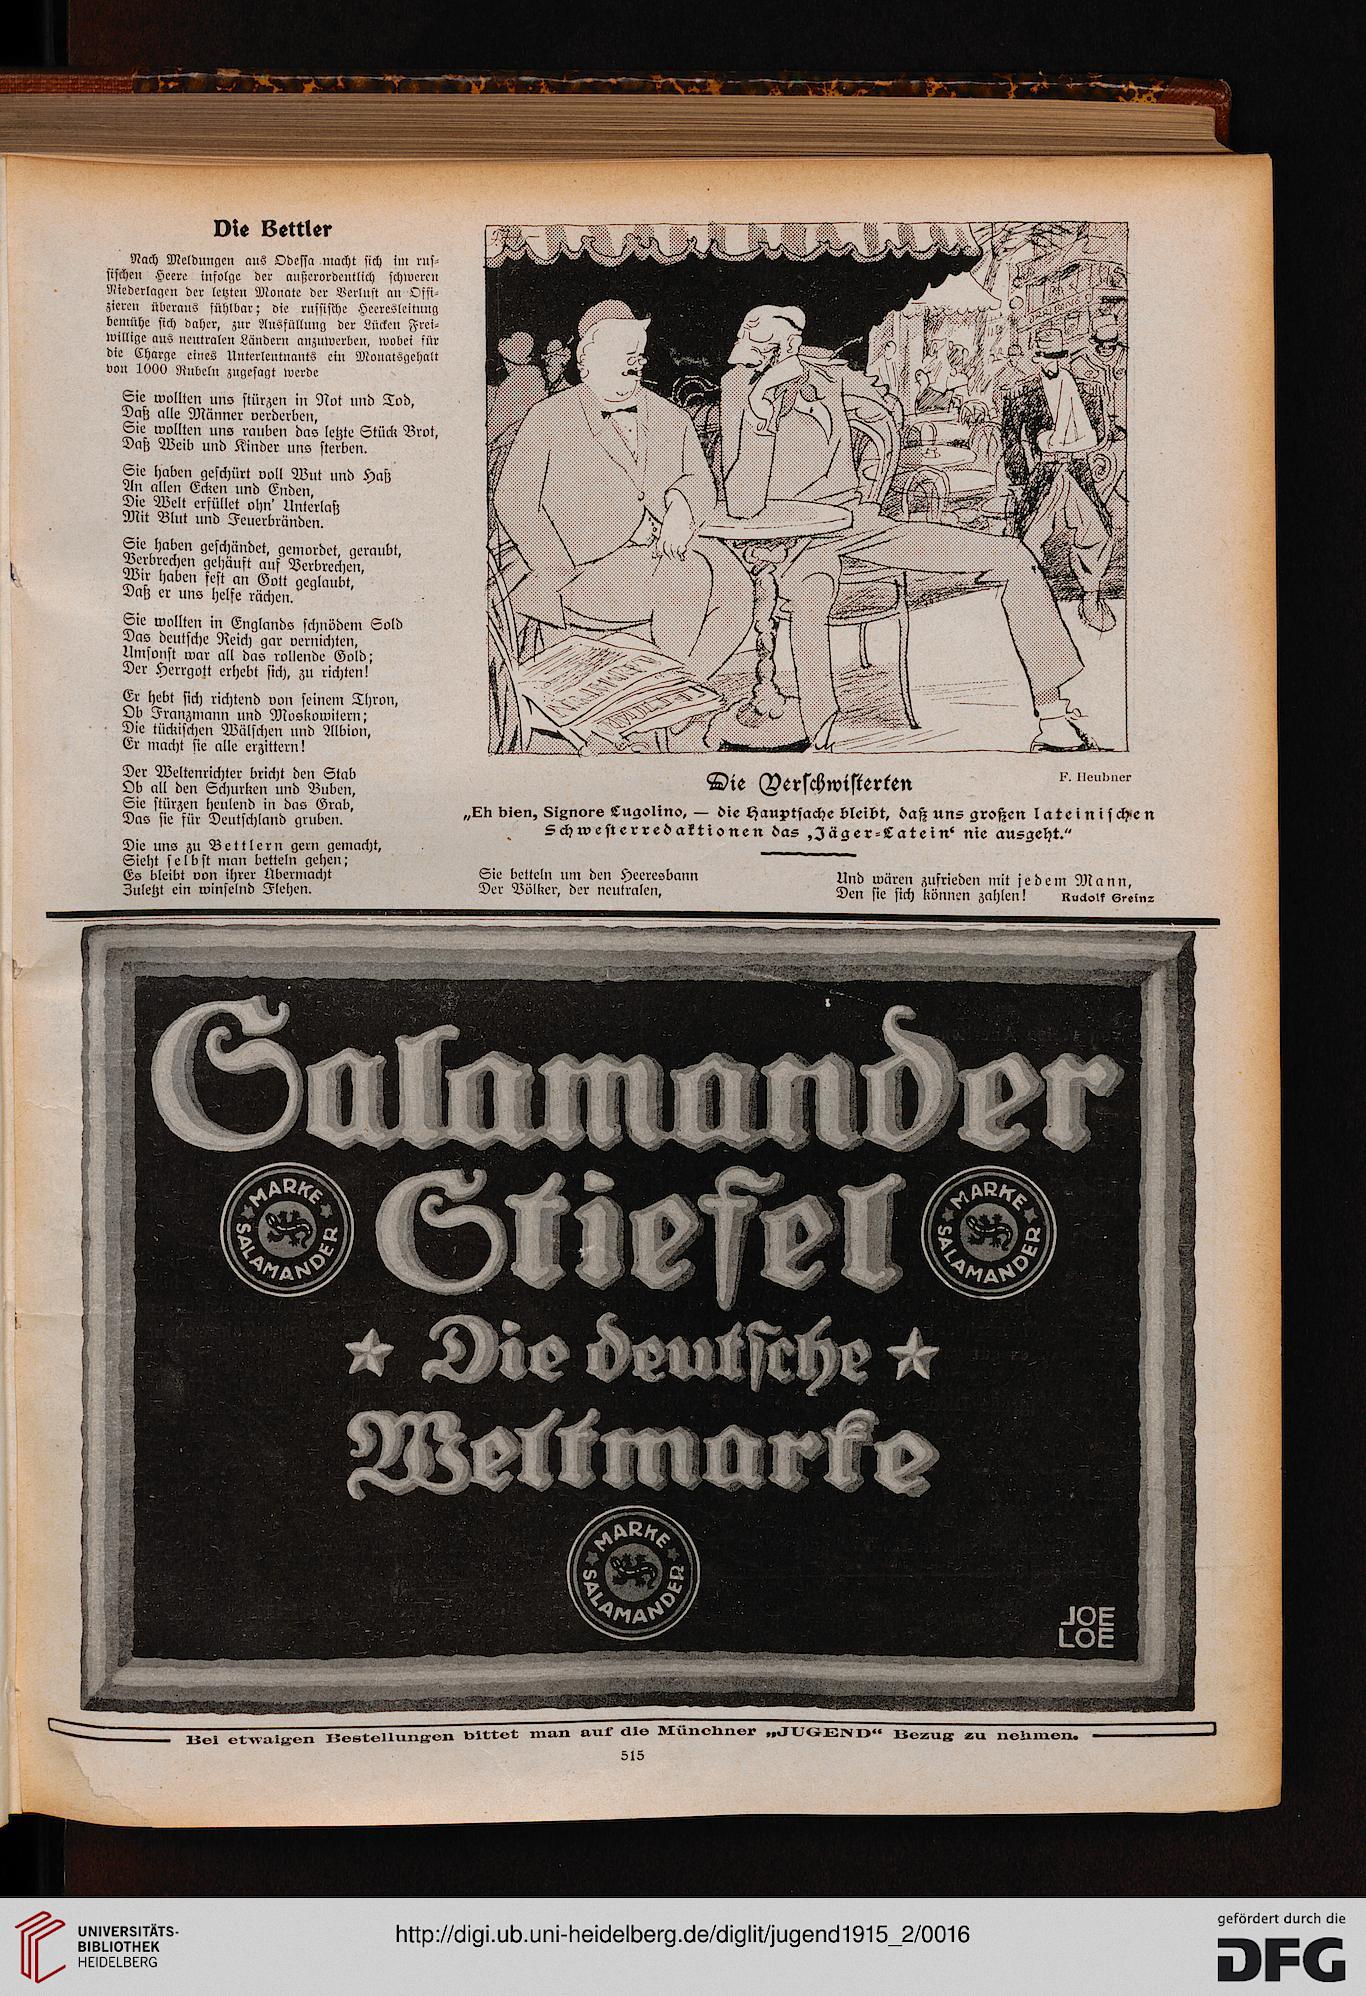 Die Bettler
Nach Meldungen aus Odessa macht sich im rus-
sischen Heere infolge der außerordentlich schweren
Niederlagen der letzten Monate der Verlust an Offi-
zieren überaus fühlbar; die russische Heeresleitung
bemühe sich daher, zur Ausfüllung der Lücken Frei-
willige aus neutralen Ländern anzuwerben, wobei für
die Charge eines Unterleutnants ein Monatsgehalt
von 1000 Rubeln zugesagt werde
Sie wollten uns stürzen in Not und Tod,
Daß alle Männer verderben,
Sie wollten uns rauben das letzte Stück Brot,
Daß Weib und Kinder uns sterben.
Sie haben geschürt voll Wut und Haß
An allen Ecken und Enden,
Die Welt erfüllet ohn' Unterlaß
Mit Blut und Feuerbränden.
Sie haben geschändet, gemordet, geraubt,
Verbrechen gehäuft auf Verbrechen,
Wir haben fest an Gott geglaubt,
Daß er uns helfe rächen.
Sie wollten in Englands schnödem Sold
Das deutsche Reich gar vernichten,
Umsonst war all das rollende Gold;
Der Herrgott erhebt sich, zu richten!
Er hebt sich richtend von seinem Thron,
Ob Franzmann und Moskowitern;
Die tückischen Wälschen und Albion,
Er macht sie alle erzittern!
Der Weltenrichter bricht den Stab
Ob all den Schurken und Buben,
Sie stürzen heulend in das Grab,
Das sie für Deutschland gruben.
Die uns zu Bettlern gern gemacht,
Sieht selbst man betteln gehen;
Es bleibt von ihrer Übermacht
Zuletzt ein winselnd Flehen.
Die Verschwisterten
F. Heubner
„Eh bien, Signore Lugolino, — die Hauptsache bleibt, daß uns großen lateinischen
Schwesterredaktionen das ‚Jäger-Latein‘ nie ausgeht.“
Sie betteln um den Heeresbann
Der Völker, der neutralen,
Und wären zufrieden mit jedem Mann,
Den sie sich können zahlen!
Rudolf Greinz
Salamander
Stiefel
MARKE SALAMANDER
MARKE SALAMANDER
Die deutsche
Weltmarke
MARKE SALAMANDER
JOE
LOE
Bei etwaigen Bestellungen bittet man auf die Münchner „JUGEND“ Bezug zu nehmen.
515
UNIVERSITÄTS-
BIBLIOTHEK
HEIDELBERG
http://digi.ub.uni-heidelberg.de/diglit/jugend1915_2/0016
gefördert durch die
DFG